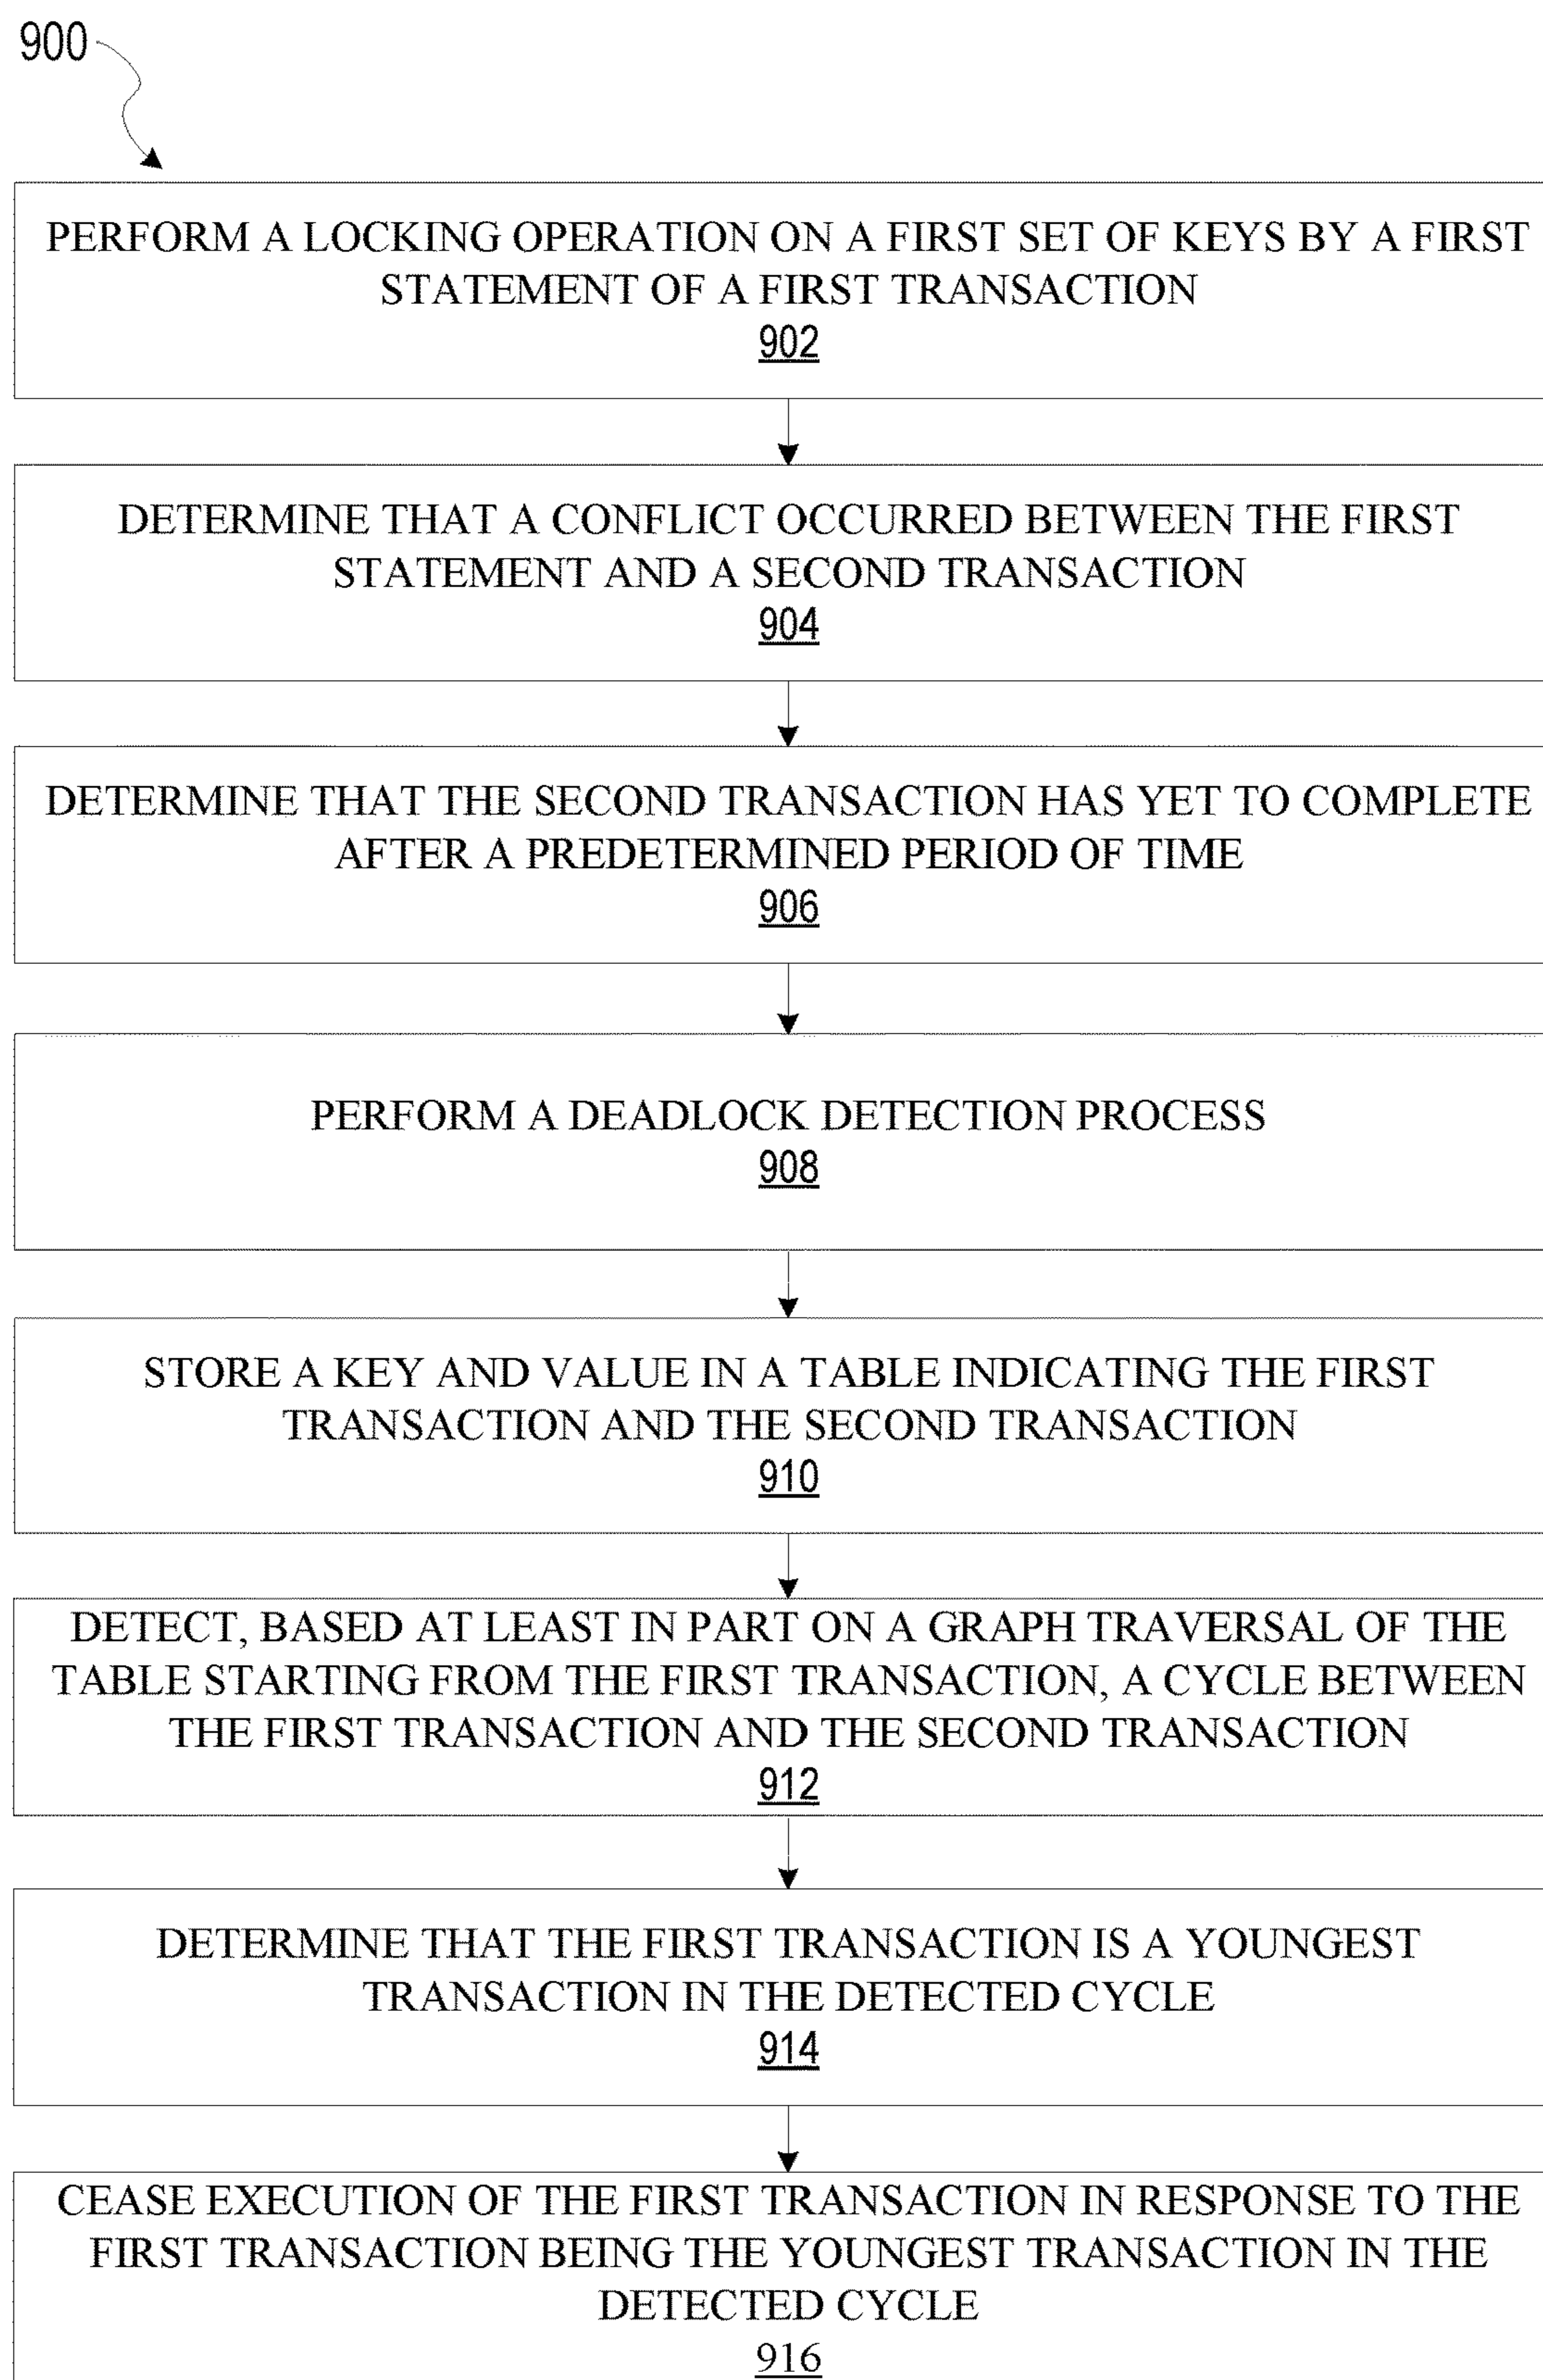 900
PERFORM A LOCKING OPERATION ON A FIRST SET OF KEYS BY A FIRST
STATEMENT OF A FIRST TRANSACTION
902
DETERMINE THAT A CONFLICT OCCURRED BETWEEN THE FIRST
STATEMENT AND A SECOND TRANSACTION
904
DETERMINE THAT THE SECOND TRANSACTION HAS YET TO COMPLETE
AFTER A PREDETERMINED PERIOD OF TIME
906
PERFORM A DEADLOCK DETECTION PROCESS
908
STORE A KEY AND VALUE IN A TABLE INDICATING THE FIRST
TRANSACTION AND THE SECOND TRANSACTION
910
DETECT, BASED AT LEAST IN PART ON A GRAPH TRAVERSAL OF THE
TABLE STARTING FROM THE FIRST TRANSACTION, A CYCLE BETWEEN
THE FIRST TRANSACTION AND THE SECOND TRANSACTION
912
DETERMINE THAT THE FIRST TRANSACTION IS A YOUNGEST
TRANSACTION IN THE DETECTED CYCLE
914
CEASE EXECUTION OF THE FIRST TRANSACTION IN RESPONSE TO THE
FIRST TRANSACTION BEING THE YOUNGEST TRANSACTION IN THE
DETECTED CYCLE
916